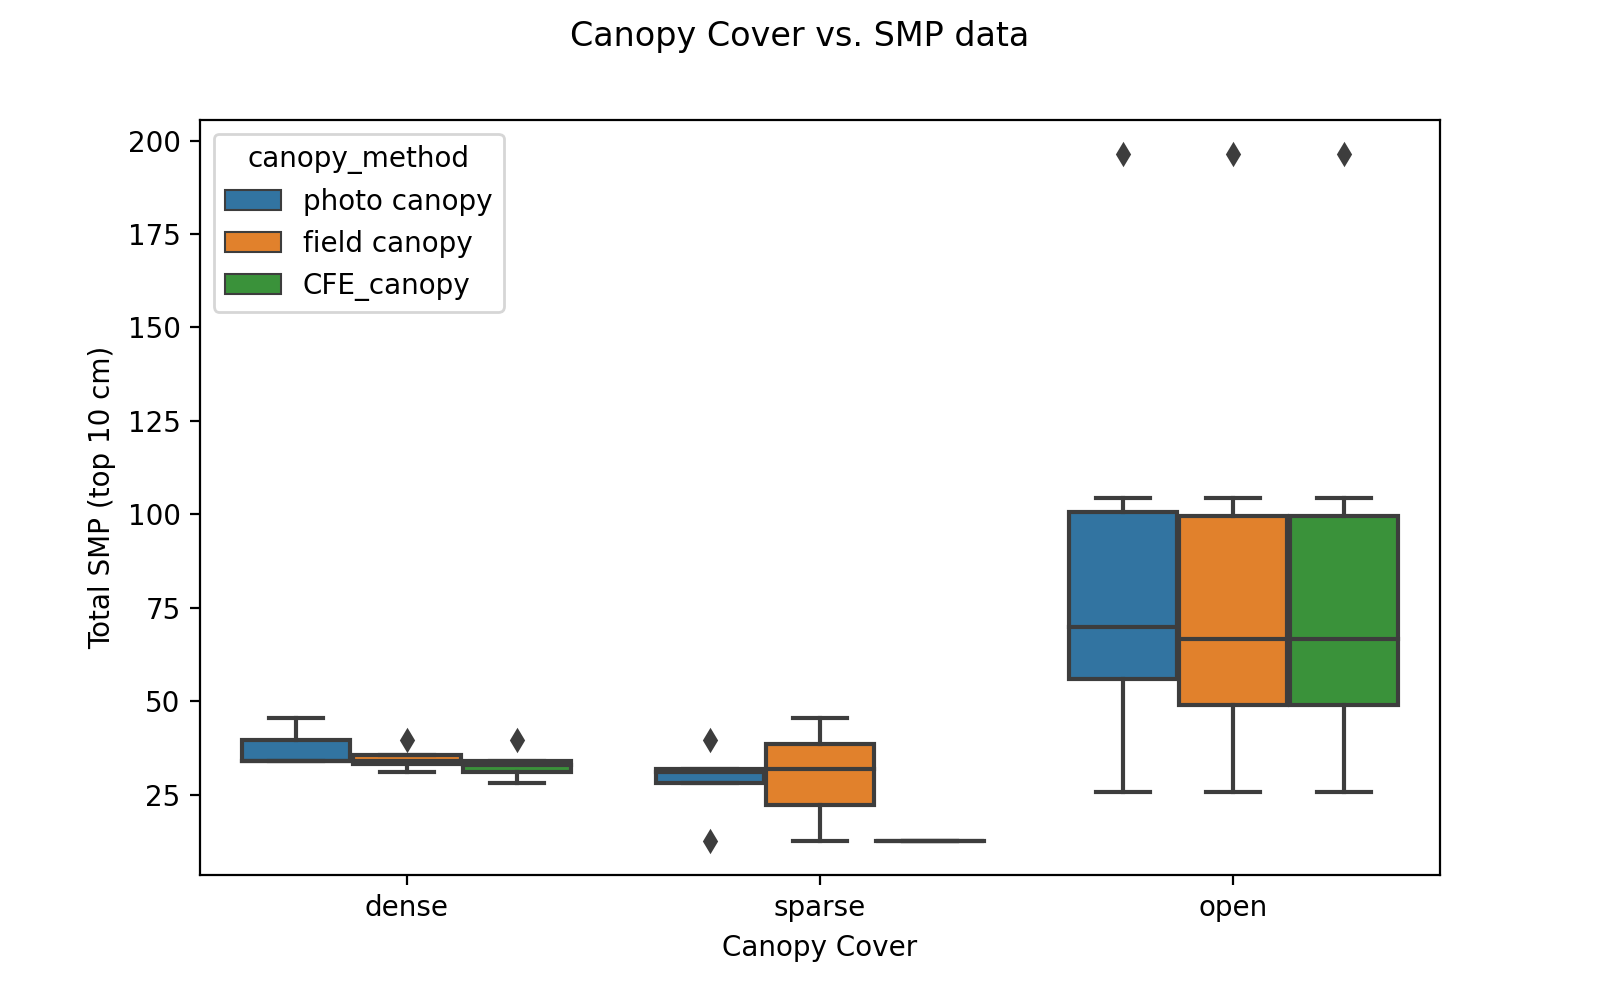 Canopy Cover vs. SMP data
canopy_method
photo canopy
field canopy
CFE_canopy
200
175
150
125
100
75
50
25
Total SMP (top 10 cm)
dense
sparse
open
Canopy Cover